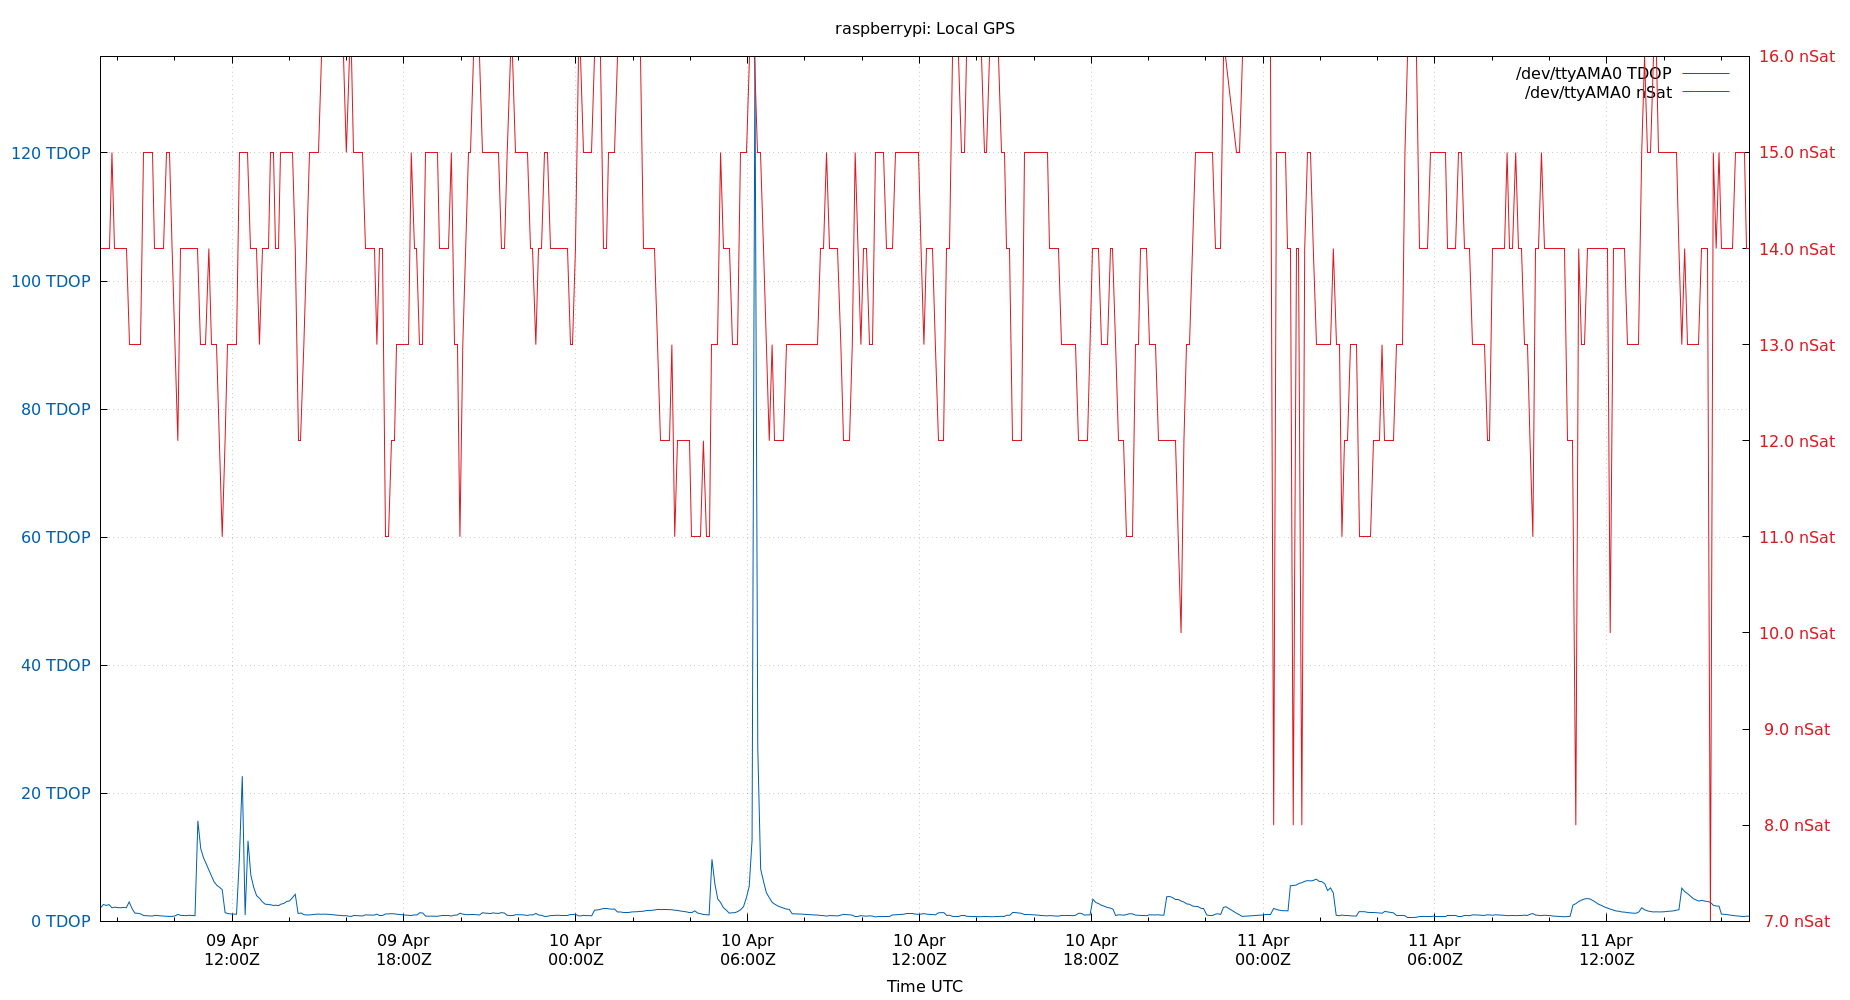 raspberrypi: Local GPS
16.0 nSat
/dev/ttyAMA0 TDOP
/dev/ttyAMA0 nSat
120 TDOP
15.0 nSat
14.0 nSat
100 TDOP
13.0 nSat
80 TDOP
12.0 nSat
60 TDOP
11.0 nSat
10.0 nSat
40 TDOP
9.0 nSat
20 TDOP
8.0 nSat
0 TDOP
7.0 nSat
09 Apr 09 Apr 10 Apr 10 Apr 10 Apr 10 Apr 11 Apr 11 Apr 11 Apr
12:00Z 18:00Z 00:00Z 06:00Z 12:00Z 18:00Z 00:00Z 06:00Z 12:00Z
Time UTC